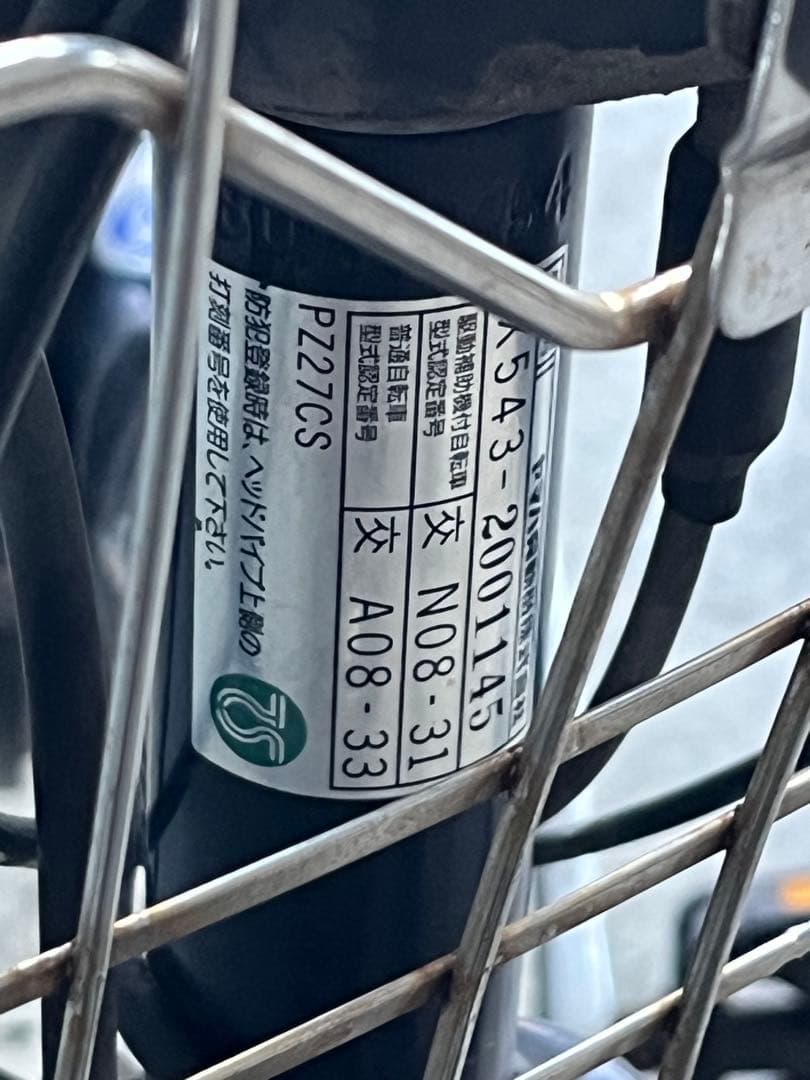 X543-2001145
駆動補助機付自転車
型式認定番号
交 N08-31
普通自転車
型式認定番号
交 A08-33
PZ27CS
防犯登録時は、ヘッドパイプ上側の
打刻番号を使用して下さい。
TS